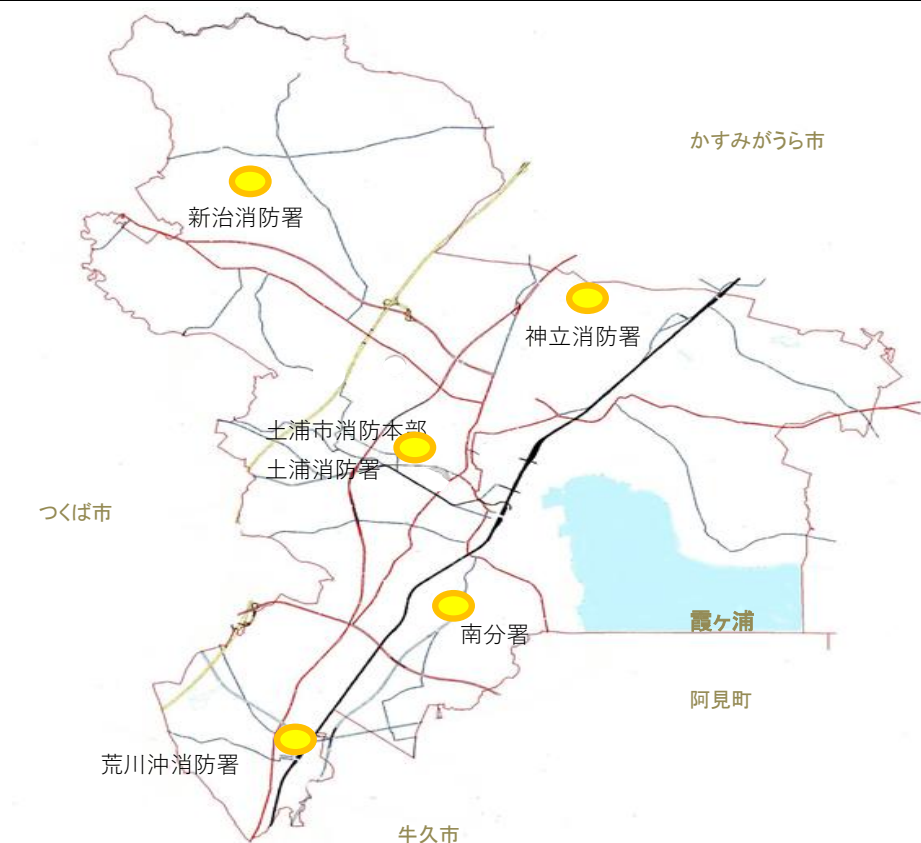 かすみがうら市
新治消防署
神立消防署
土浦市消防本部
土浦消防署
つくば市
霞ヶ浦
南分署
阿見町
荒川沖消防署
牛久市